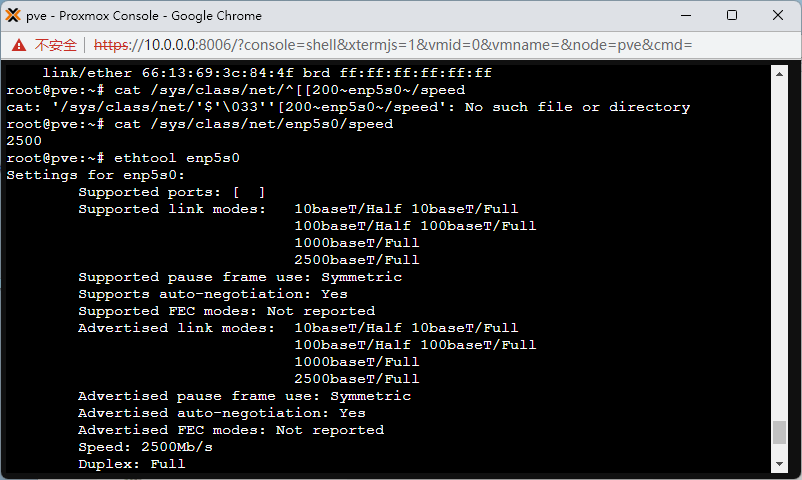 pve - Proxmox Console - Google Chrome
不安全 | https://10.0.0.0:8006/?console=shell&xtermjs=1&vmid=0&vmname=&node=pve&cmd=
link/ether 66:13:69:3c:84:4f brd ff:ff:ff:ff:ff:ff
root@pve:~# cat /sys/class/net/^[[200~enp5s0~/speed
cat: '/sys/class/net/'$'\033''[200~enp5s0~/speed': No such file or directory
root@pve:~# cat /sys/class/net/enp5s0/speed
2500
root@pve:~# ethtool enp5s0
Settings for enp5s0:
Supported ports: [  ]
Supported link modes:   10baseT/Half 10baseT/Full
100baseT/Half 100baseT/Full
1000baseT/Full
2500baseT/Full
Supported pause frame use: Symmetric
Supports auto-negotiation: Yes
Supported FEC modes: Not reported
Advertised link modes:  10baseT/Half 10baseT/Full
100baseT/Half 100baseT/Full
1000baseT/Full
2500baseT/Full
Advertised pause frame use: Symmetric
Advertised auto-negotiation: Yes
Advertised FEC modes: Not reported
Speed: 2500Mb/s
Duplex: Full